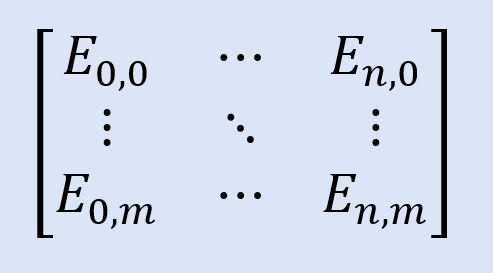 E₀,₀ ⋯ Eₙ,₀
⋮ ⋱ ⋮
E₀,ₘ ⋯ Eₙ,ₘ